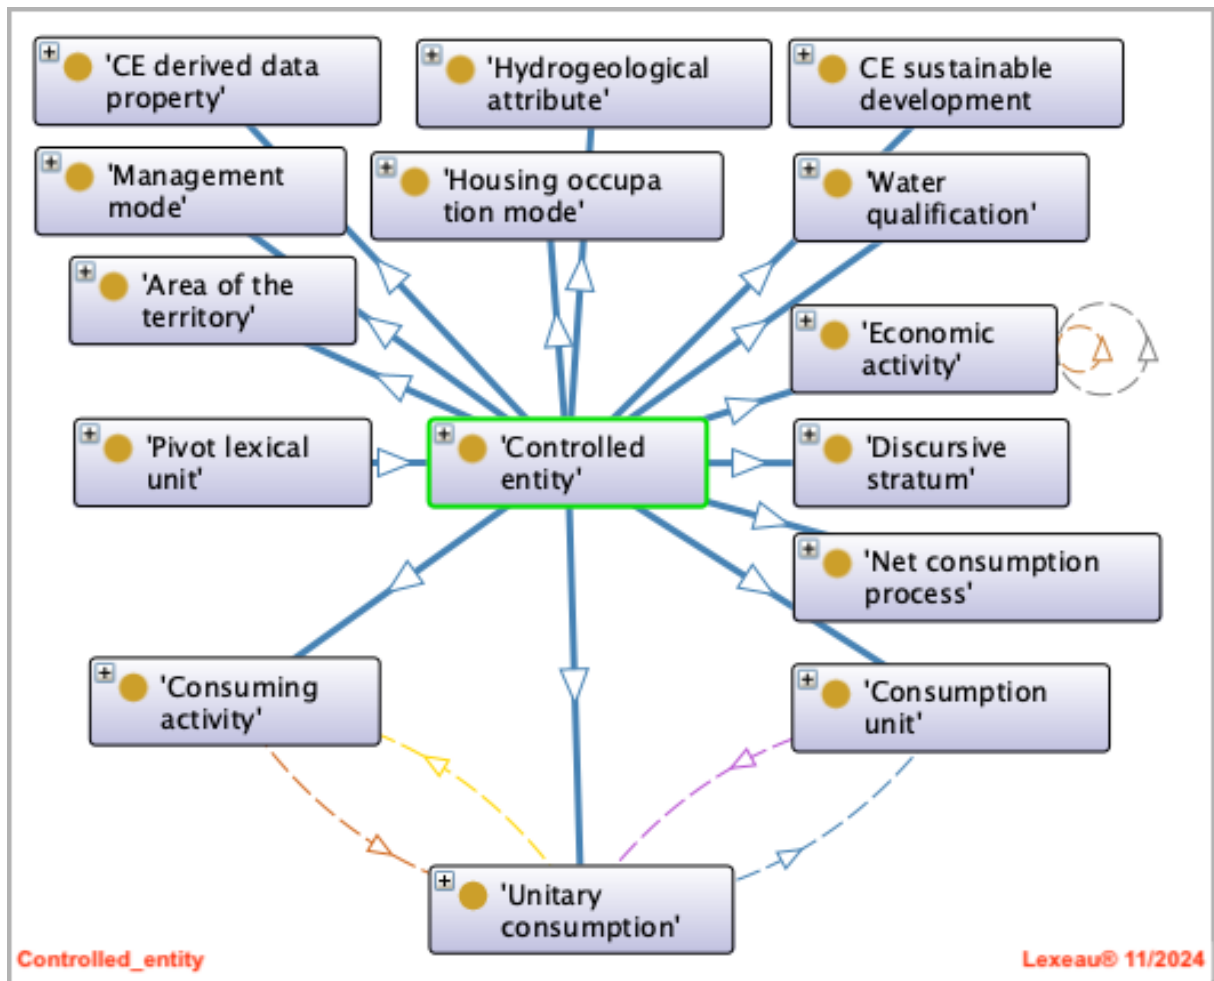 'CE derived data
property'
'Hydrogeological
attribute'
CE sustainable
development
'Management
mode'
'Housing occupa
tion mode'
'Water
qualification'
'Area of the
territory'
'Economic
activity'
'Pivot lexical
unit'
'Controlled
entity'
'Discursive
stratum'
'Net consumption
process'
'Consuming
activity'
'Consumption
unit'
'Unitary
consumption'
Controlled_entity
Lexeau® 11/2024